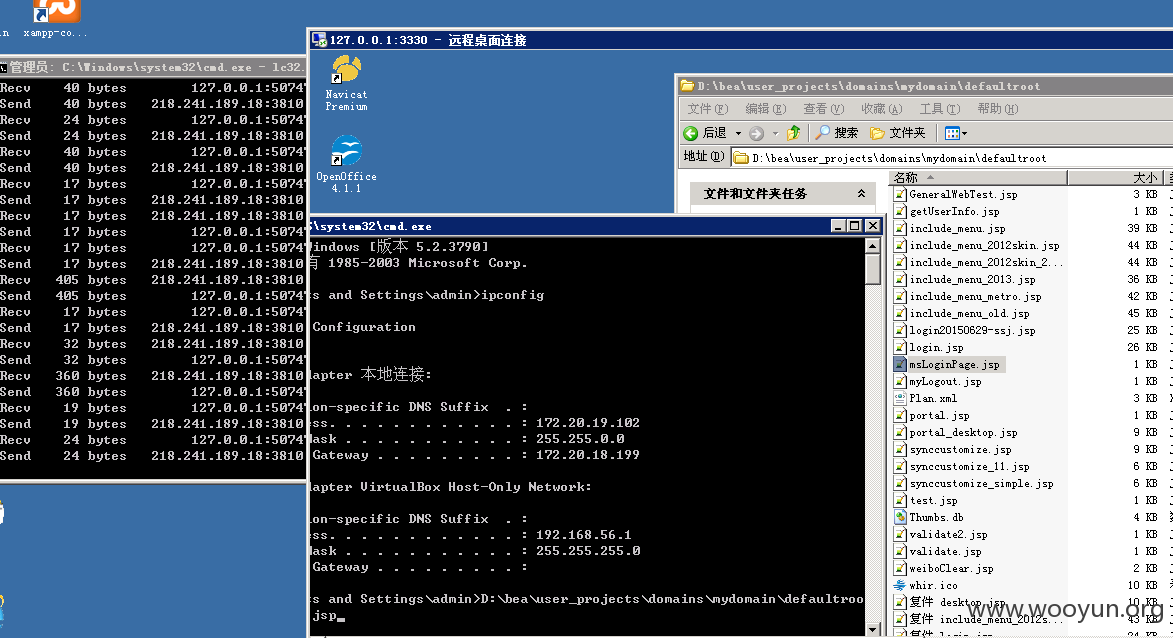 n
xampp-co...
管理员: C:\Windows\system32\cmd.exe - lc32.
Recv 40 bytes 127.0.0.1:5074
Send 40 bytes 218.241.189.18:3810
Recv 24 bytes 127.0.0.1:5074
Send 24 bytes 218.241.189.18:3810
Recv 40 bytes 127.0.0.1:5074
Send 40 bytes 218.241.189.18:3810
Recv 17 bytes 127.0.0.1:5074
Send 17 bytes 218.241.189.18:3810
Recv 17 bytes 218.241.189.18:3810
Send 17 bytes 127.0.0.1:5074
Recv 17 bytes 127.0.0.1:5074
Send 17 bytes 218.241.189.18:3810
Recv 405 bytes 218.241.189.18:3810
Send 405 bytes 127.0.0.1:5074
Recv 17 bytes 127.0.0.1:5074
Send 17 bytes 218.241.189.18:3810
Recv 32 bytes 218.241.189.18:3810
Send 32 bytes 127.0.0.1:5074
Recv 360 bytes 218.241.189.18:3810
Send 360 bytes 127.0.0.1:5074
Recv 19 bytes 127.0.0.1:5074
Send 19 bytes 218.241.189.18:3810
Recv 24 bytes 127.0.0.1:5074
Send 24 bytes 218.241.189.18:3810
127.0.0.1:3330 - 远程桌面连接
Navicat
Premium
OpenOffice
4.1.1
\system32\cmd.exe
indows [版本 5.2.3790]
有 1985-2003 Microsoft Corp.
s and Settings\admin>ipconfig
Configuration
dapter 本地连接:
on-specific DNS Suffix . :
ess. . . . . . . . . . . . : 172.20.19.102
Mask . . . . . . . . . . . : 255.255.0.0
Gateway . . . . . . . . . : 172.20.18.199
dapter VirtualBox Host-Only Network:
on-specific DNS Suffix . :
ess. . . . . . . . . . . . : 192.168.56.1
Mask . . . . . . . . . . . : 255.255.255.0
Gateway . . . . . . . . . :
s and Settings\admin>D:\bea\user_projects\domains\mydomain\defaultroo
.jsp_
D:\bea\user_projects\domains\mydomain\defaultroot
文件(F) 编辑(E) 查看(V) 收藏(A) 工具(T) 帮助(H)
后退 搜索 文件夹
地址(D) D:\bea\user_projects\domains\mydomain\defaultroot
文件和文件夹任务
名称 大小
GeneralWebTest.jsp 3 KB
getUserInfo.jsp 1 KB
include_menu.jsp 39 KB
include_menu_2012skin.jsp 44 KB
include_menu_2012skin_2... 44 KB
include_menu_2013.jsp 36 KB
include_menu_metro.jsp 42 KB
include_menu_old.jsp 45 KB
login20150629-ssj.jsp 25 KB
login.jsp 26 KB
msLoginPage.jsp 1 KB
myLogout.jsp 1 KB
Plan.xml 3 KB
portal.jsp 1 KB
portal_desktop.jsp 9 KB
synccustomize.jsp 9 KB
synccustomize_11.jsp 6 KB
synccustomize_simple.jsp 6 KB
test.jsp 1 KB
Thumbs.db 4 KB
validate2.jsp 1 KB
validate.jsp 1 KB
weiboClear.jsp 2 KB
whir.ico 10 KB
复件 desktop.jsp 10 KB
复件 include_menu_2012s... 43 KB
复件 login.jsp 24 KB
www.wooyun.org